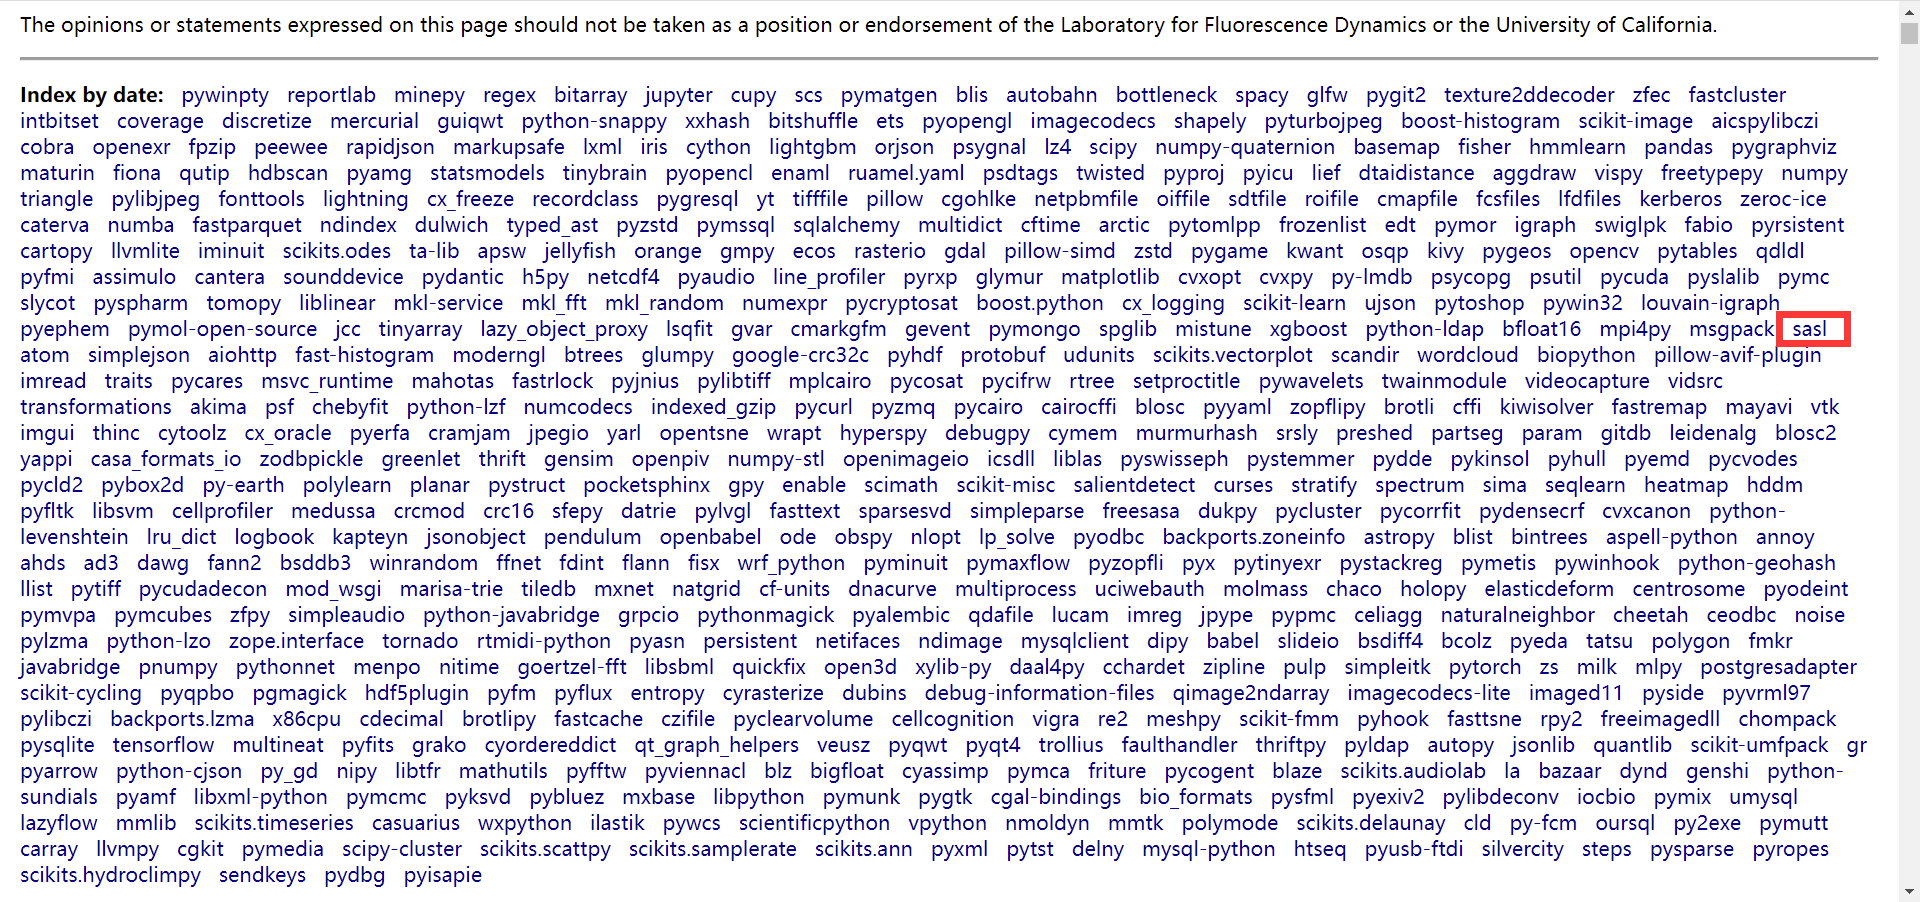 The opinions or statements expressed on this page should not be taken as a position or endorsement of the Laboratory for Fluorescence Dynamics or the University of California.
Index by date: pywinpty reportlab minepy regex bitarray jupyter cupy scs pymatgen blis autobahn bottleneck spacy glfw pygit2 texture2ddecoder zfec fastcluster
intbitset coverage discretize mercurial guiqwt python-snappy xxhash bitshuffle ets pyopengl imagecodecs shapely pyturbojpeg boost-histogram scikit-image aicspylibczi
cobra openexr fpzip peewee rapidjson markupsafe lxml iris cython lightgbm orjson psygnal lz4 scipy numpy-quaternion basemap fisher hmmlearn pandas pygraphviz
maturin fiona qutip hdbscan pyamg statsmodels tinybrain pyopencl enaml ruamel.yaml psdtags twisted pyproj pyicu lief dtaidistance aggdraw vispy freetypepy numpy
triangle pylibjpeg fonttools lightning cx_freeze recordclass pygresql yt tifffile pillow cgohlke netpbmfile oiffile sdtfile roifile cmapfile fcsfiles lfdfiles kerberos zeroc-ice
caterva numba fastparquet ndindex dulwich typed_ast pyzstd pymssql sqlalchemy multidict cftime arctic pytomlpp frozenlist edt pymor igraph swiglpk fabio pyrsistent
cartopy llvmlite iminuit scikits.odes ta-lib apsw jellyfish orange gmpy ecos rasterio gdal pillow-simd zstd pygame kwant osqp kivy pygeos opencv pytables qdldl
pyfmi assimulo cantera sounddevice pydantic h5py netcdf4 pyaudio line_profiler pyrxp glymur matplotlib cvxopt cvxpy py-lmdb psycopg psutil pycuda pyslalib pymc
slycot pyspharm tomopy liblinear mkl-service mkl_fft mkl_random numexpr pycryptosat boost.python cx_logging scikit-learn ujson pytoshop pywin32 louvain-igraph
pyephem pymol-open-source jcc tinyarray lazy_object_proxy lsqfit gvar cmarkgfm gevent pymongo spglib mistune xgboost python-ldap bfloat16 mpi4py msgpack sasl
atom simplejson aiohttp fast-histogram moderngl btrees glumpy google-crc32c pyhdf protobuf udunits scikits.vectorplot scandir wordcloud biopython pillow-avif-plugin
imread traits pycares msvc_runtime mahotas fastrlock pyjnius pylibtiff mplcairo pycosat pycifrw rtree setproctitle pywavelets twainmodule videocapture vidsrc
transformations akima psf chebyfit python-lzf numcodecs indexed_gzip pycurl pyzmq pycairo cairocffi blosc pyyaml zopflipy brotli cffi kiwisolver fastremap mayavi vtk
imgui thinc cytoolz cx_oracle pyerfa cramjam jpegio yarl opentsne wrapt hyperspy debugpy cymem murmurhash srsly preshed partseg param gitdb leidenalg blosc2
yappi casa_formats_io zodbpickle greenlet thrift gensim openpiv numpy-stl openimageio icsdll liblas pyswisseph pystemmer pydde pykinsol pyhull pyemd pycvodes
pycld2 pybox2d py-earth polylearn planar pystruct pocketsphinx gpy enable scimath scikit-misc salientdetect curses stratify spectrum sima seqlearn heatmap hddm
pyfltk libsvm cellprofiler medussa crcmod crc16 sfepy datrie pylvgl fasttext sparsesvd simpleparse freesasa dukpy pycluster pycorrfit pydensecrf cvxcanon python-
levenshtein lru_dict logbook kapteyn jsonobject pendulum openbabel ode obspy nlopt lp_solve pyodbc backports.zoneinfo astropy blist bintrees aspell-python annoy
ahds ad3 dawg fann2 bsddb3 winrandom ffnet fdint flann fisx wrf_python pyminuit pymaxflow pyzopfli pyx pytinyexr pystackreg pymetis pywinhook python-geohash
llist pytiff pycudadecon mod_wsgi marisa-trie tiledb mxnet natgrid cf-units dnacurve multiprocess uciwebauth molmass chaco holopy elasticdeform centrosome pyodeint
pymvpa pymcubes zfpy simpleaudio python-javabridge grpcio pythonmagick pyalembic qdafile lucam imreg jpype pypmc celiagg naturalneighbor cheetah ceodbc noise
pylzma python-lzo zope.interface tornado rtmidi-python pyasn persistent netifaces ndimage mysqlclient dipy babel slideio bsdiff4 bcolz pyeda tatsu polygon fmkr
javabridge pnumpy pythonnet menpo nitime goertzel-fft libsbml quickfix open3d xylib-py daal4py cchardet zipline pulp simpleitk pytorch zs milk mlpy postgresadapter
scikit-cycling pyqpbo pgmagick hdf5plugin pyfm pyflux entropy cyrasterize dubins debug-information-files qimage2ndarray imagecodecs-lite imaged11 pyside pyvrml97
pylibczi backports.lzma x86cpu cdecimal brotlipy fastcache czifile pyclearvolume cellcognition vigra re2 meshpy scikit-fmm pyhook fasttsne rpy2 freeimagedll chompack
pysqlite tensorflow multineat pyfits grako cyordereddict qt_graph_helpers veusz pyqwt pyqt4 trollius faulthandler thriftpy pyldap autopy jsonlib quantlib scikit-umfpack gr
pyarrow python-cjson py_gd nipy libtfr mathutils pyfftw pyviennacl blz bigfloat cyassimp pymca friture pycogent blaze scikits.audiolab la bazaar dynd genshi python-
sundials pyamf libxml-python pymcmc pyksvd pybluez mxbase libpython pymunk pygtk cgal-bindings bio_formats pysfml pyexiv2 pylibdeconv iocbio pymix umysql
lazyflow mmlib scikits.timeseries casuarius wxpython ilastik pywcs scientificpython vpython nmoldyn mmtk polymode scikits.delaunay cld py-fcm oursql py2exe pymutt
carray llvmpy cgkit pymedia scipy-cluster scikits.scattpy scikits.samplerate scikits.ann pyxml pytst delny mysql-python htseq pyusb-ftdi silvercity steps pysparse pyropes
scikits.hydroclimpy sendkeys pydbg pyisapie